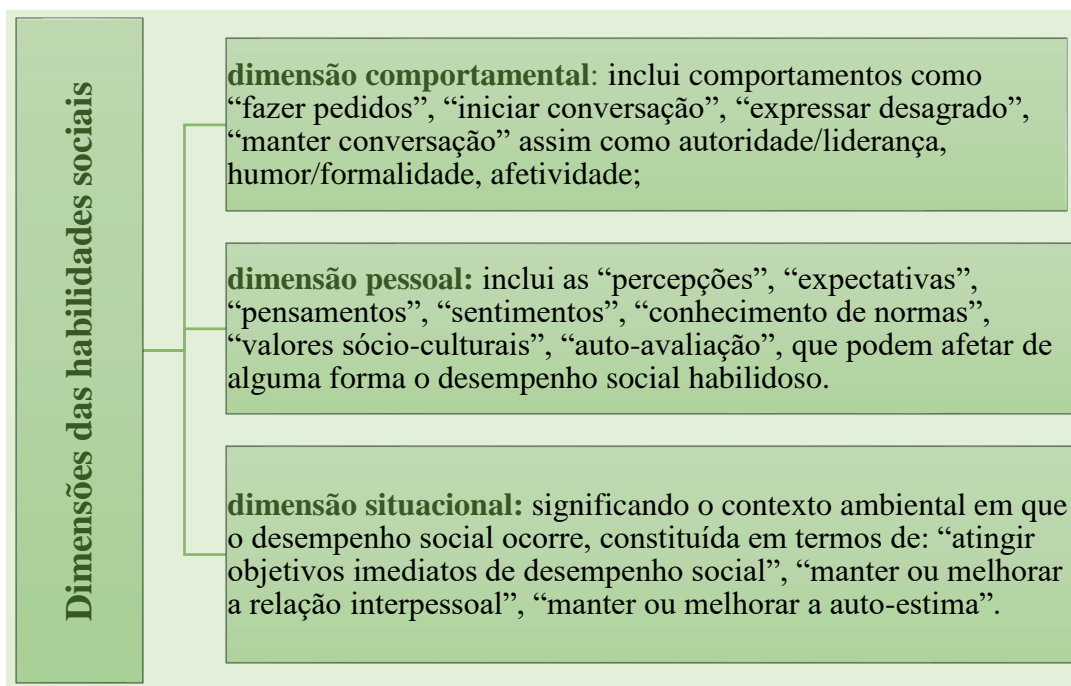 Dimensões das habilidades sociais
dimensão comportamental: inclui comportamentos como
“fazer pedidos”, “iniciar conversação”, “expressar desagrado”,
“manter conversação” assim como autoridade/liderança,
humor/formalidade, afetividade;
dimensão pessoal: inclui as “percepções”, “expectativas”,
“pensamentos”, “sentimentos”, “conhecimento de normas”,
“valores sócio-culturais”, “auto-avaliação”, que podem afetar de
alguma forma o desempenho social habilidoso.
dimensão situacional: significando o contexto ambiental em que
o desempenho social ocorre, constituída em termos de: “atingir
objetivos imediatos de desempenho social”, “manter ou melhorar
a relação interpessoal”, “manter ou melhorar a auto-estima”.